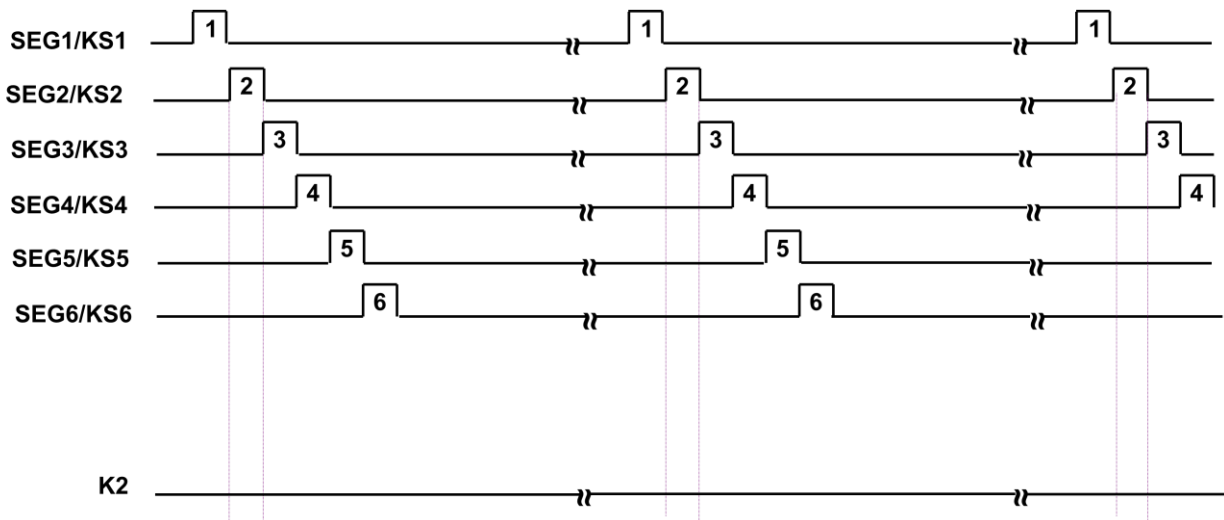 SEG1/KS1 1 1 1
SEG2/KS2 2 2 2
SEG3/KS3 3 3 3
SEG4/KS4 4 4 4
SEG5/KS5 5 5
SEG6/KS6 6 6
K2